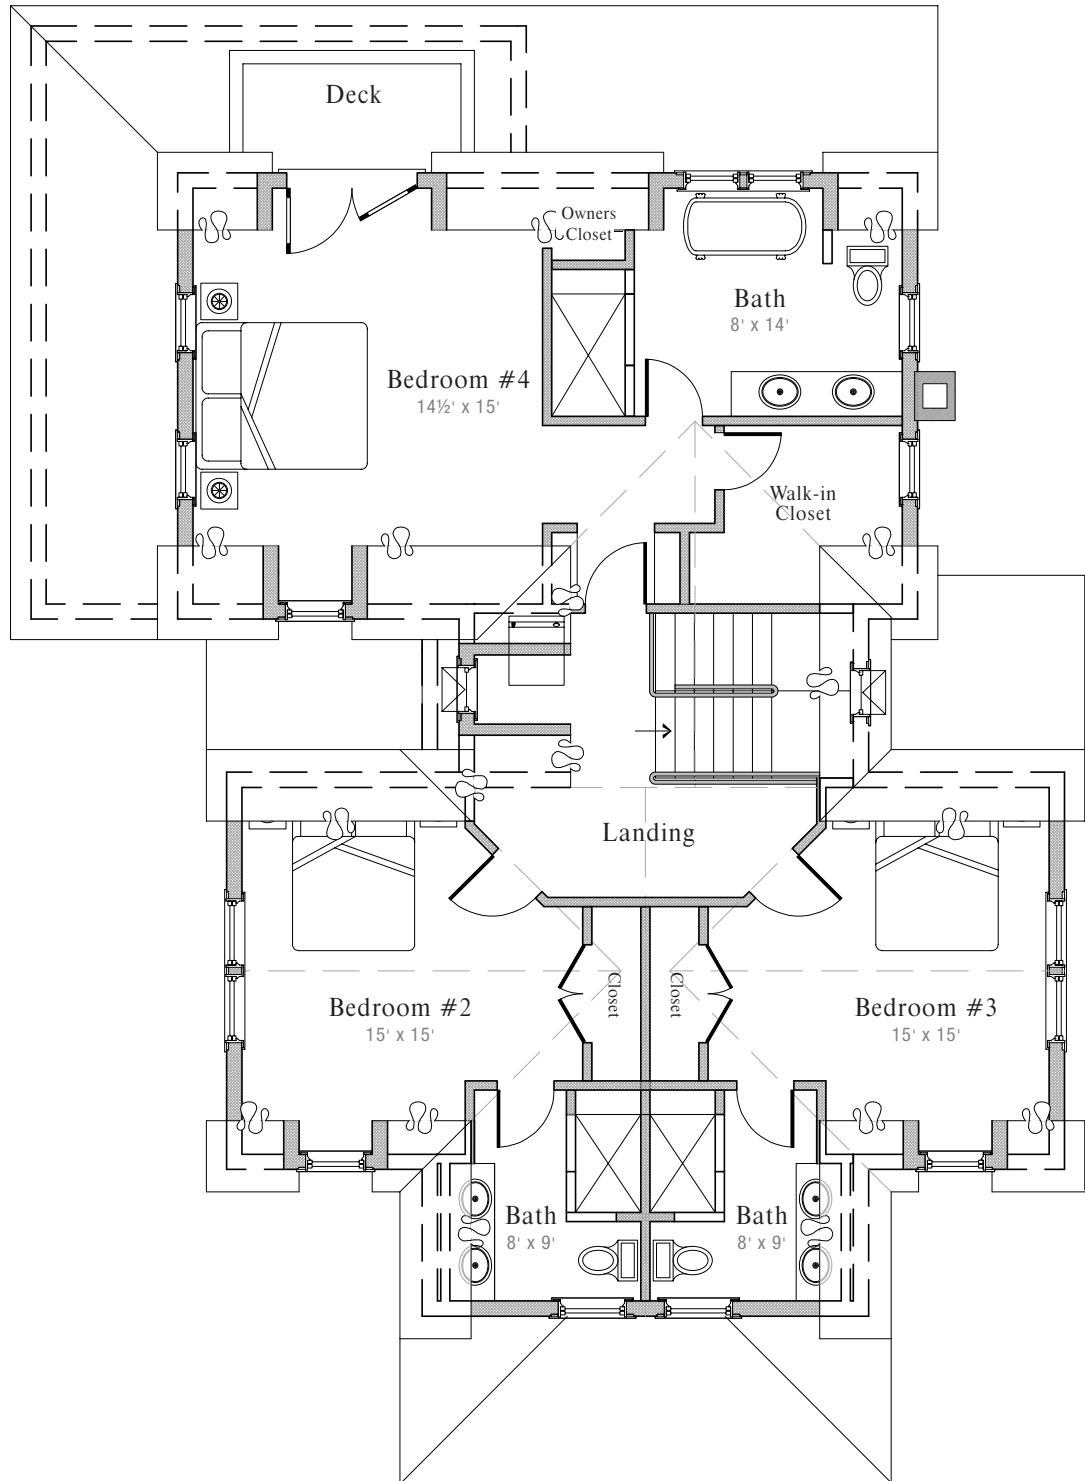 Deck
Owners
Closet
Bath
8' x 14'
Bedroom #4
14½' x 15'
Walk-in
Closet
Landing
Bedroom #2
15' x 15'
Closet
Closet
Bedroom #3
15' x 15'
Bath
8' x 9'
Bath
8' x 9'